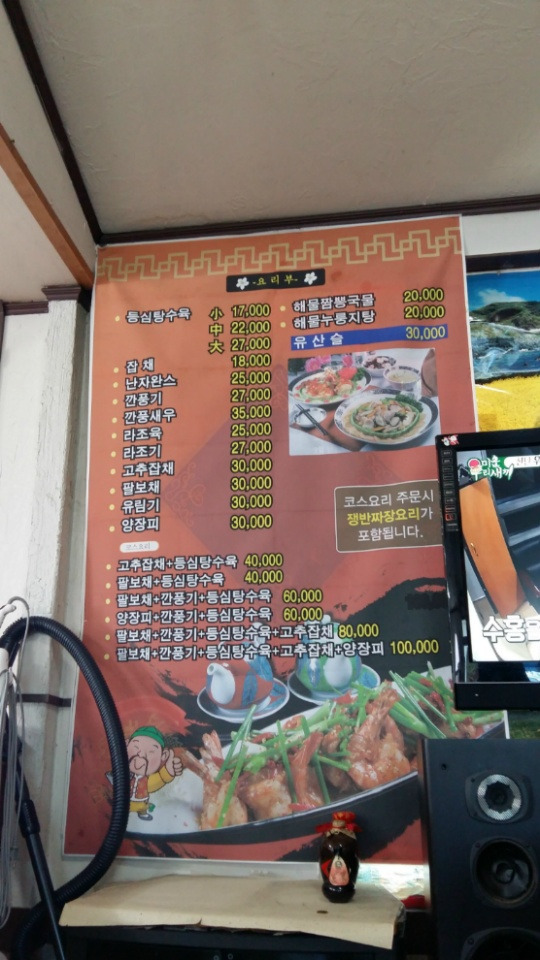 ·요리부·
등심탕수육 小 17,000
中 22,000
大 27,000
잡채 18,000
난자완스 25,000
깐풍기 27,000
깐풍새우 35,000
라조육 25,000
라조기 27,000
고추잡채 30,000
팔보채 30,000
유림기 30,000
양장피 30,000
해물짬뽕국물 20.000
해물누룽지탕 20,000
유산슬 30,000
코스요리 주문시
쟁반짜장요리가
포함됩니다.
코스요리
고추잡채+등심탕수육 40,000
팔보채+등심탕수육 40,000
팔보채+깐풍기+등심탕수육 60,000
양장피+깐풍기+등심탕수육 60,000
팔보채+깐풍기+등심탕수육+고추잡채 80,000
팔보채+깐풍기+등심탕수육+고추잡채+양장피 100,000
미운
우리새끼
수홍